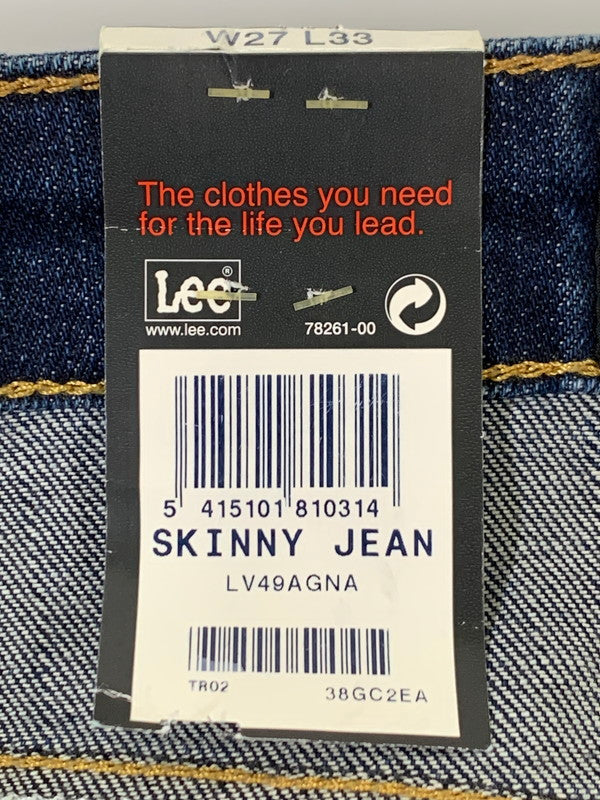 W27 L33
The clothes you need
for the life you lead.
Lee®
www.lee.com
78261-00
5 415101 810314
SKINNY JEAN
LV49AGNA
TR02
38GC2EA